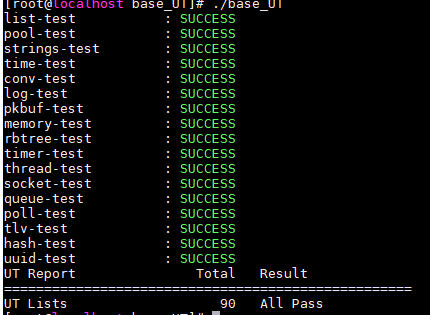 [root@localhost base_UT]# ./base_UT
list-test : SUCCESS
pool-test : SUCCESS
strings-test : SUCCESS
time-test : SUCCESS
conv-test : SUCCESS
log-test : SUCCESS
pkbuf-test : SUCCESS
memory-test : SUCCESS
rbtree-test : SUCCESS
timer-test : SUCCESS
thread-test : SUCCESS
socket-test : SUCCESS
queue-test : SUCCESS
poll-test : SUCCESS
tlv-test : SUCCESS
hash-test : SUCCESS
uuid-test : SUCCESS
UT Report Total Result
==================================================
UT Lists 90 All Pass
[root@localhost base_UT]#